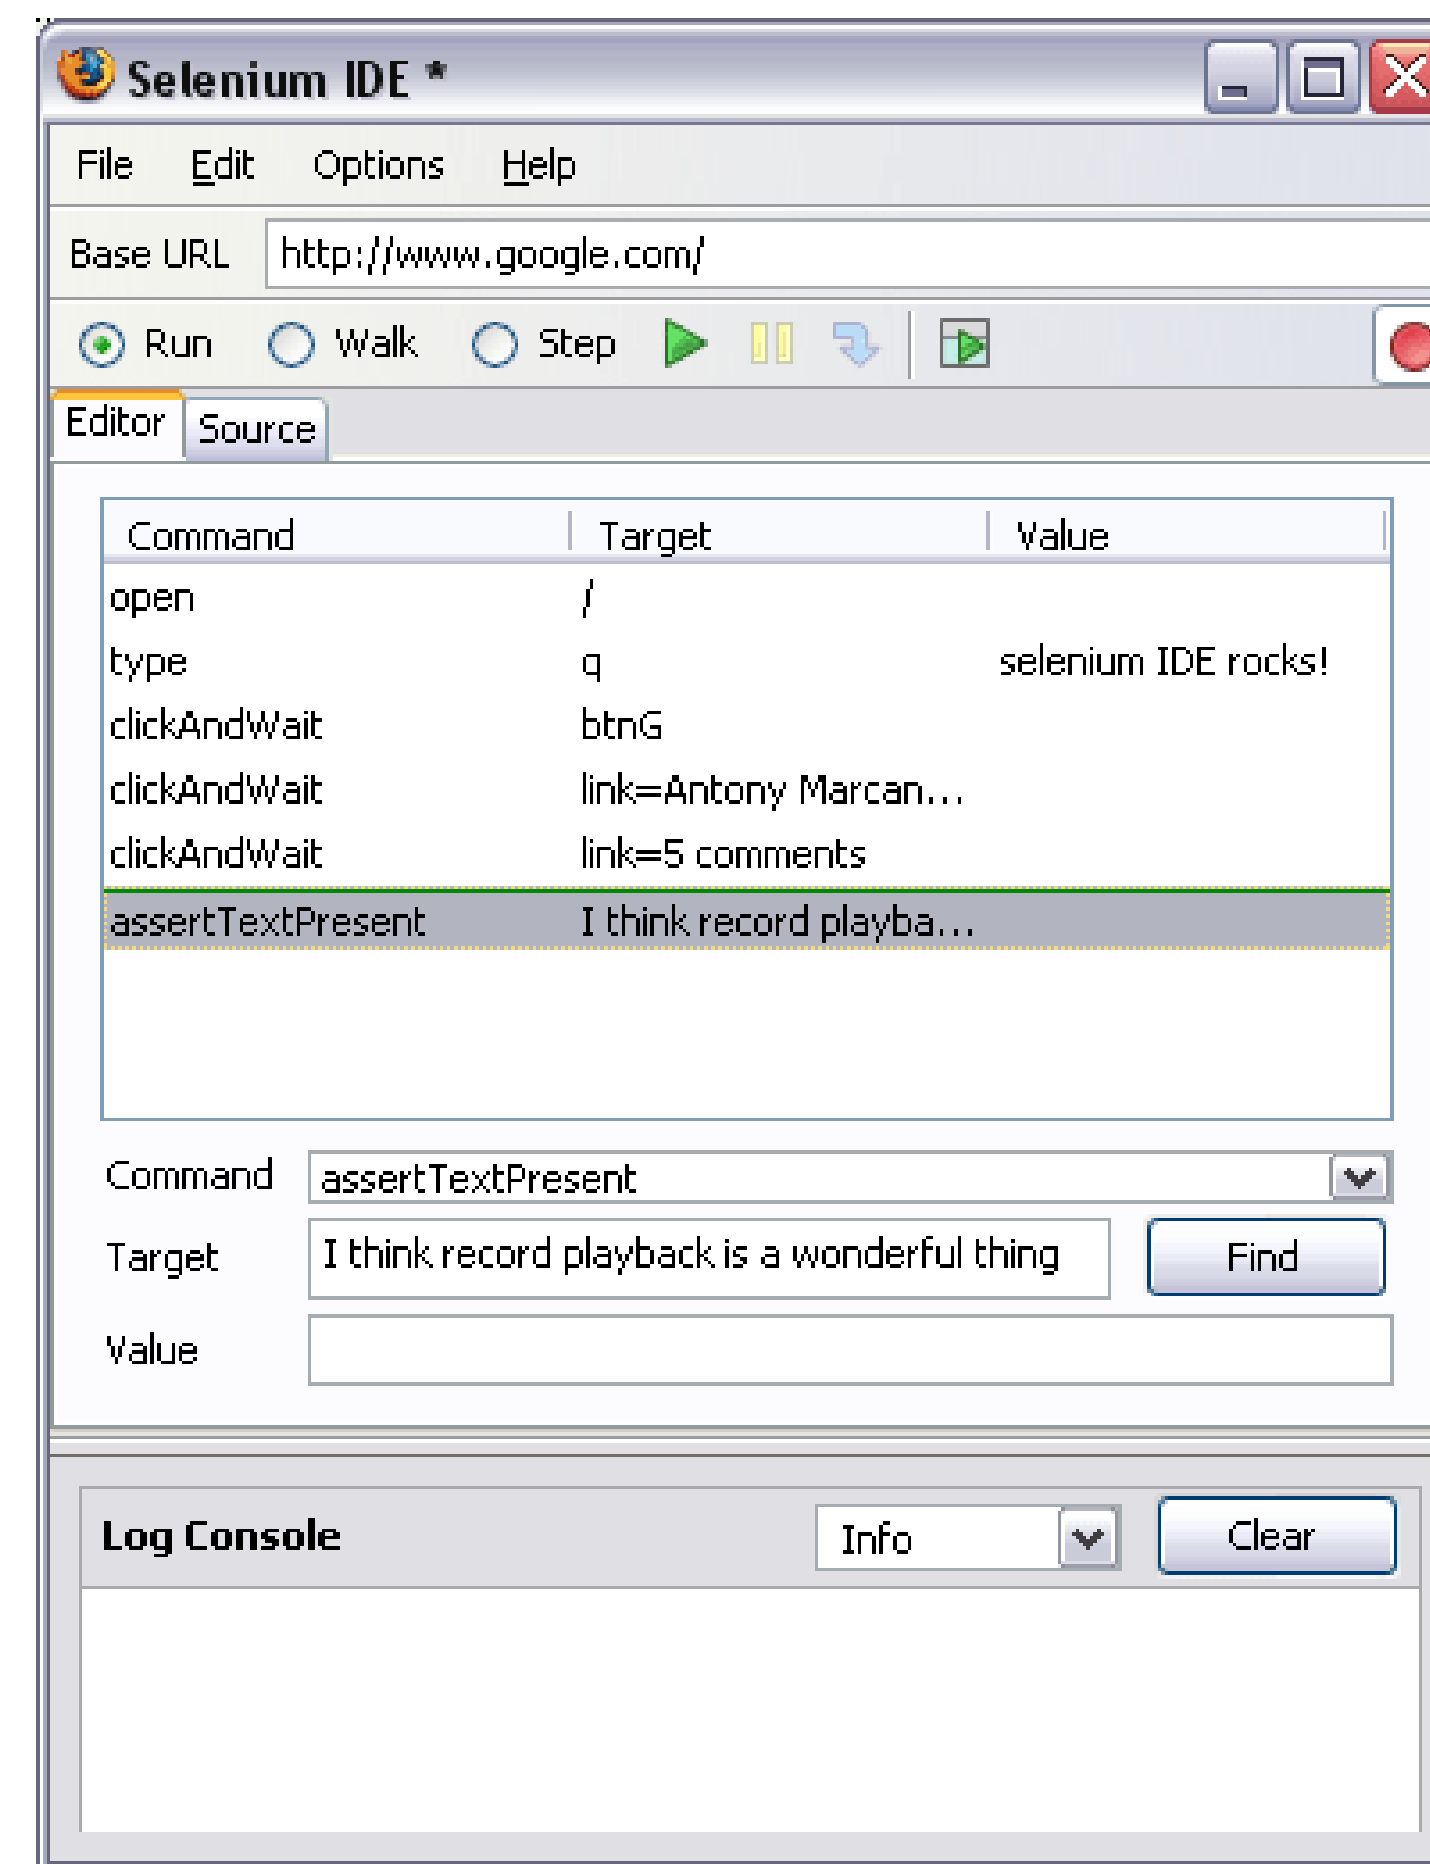 Selenium IDE *
File Edit Options Help
Base URL http://www.google.com/
Run Walk Step
Editor Source
Command Target Value
open /
type q selenium IDE rocks!
clickAndWait btnG
clickAndWait link=Antony Marcan...
clickAndWait link=5 comments
assertTextPresent I think record playba...
Command assertTextPresent
Target I think record playback is a wonderful thing Find
Value
Log Console Info Clear